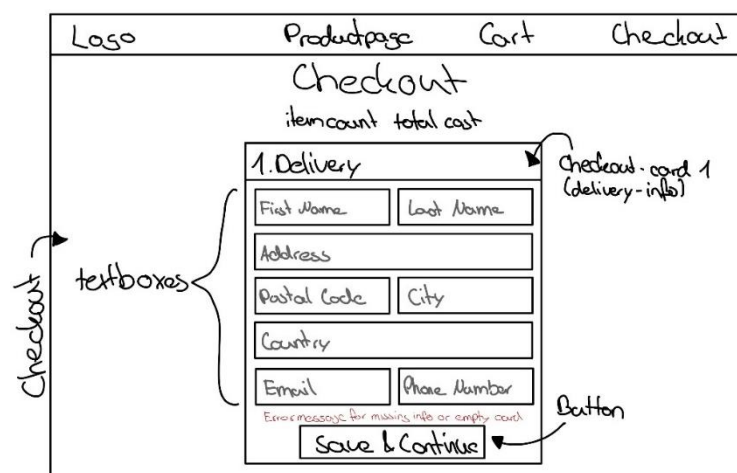 Logo Productpage Cart Checkout
Checkout
itemcount total cost
1. Delivery
checkout-card 1
(delivery-info)
First Name Last Name
Address
textboxes
Checkout
Postal Code City
Country
Email Phone Number
Error message for missing info or empty card
Button
Save & Continue